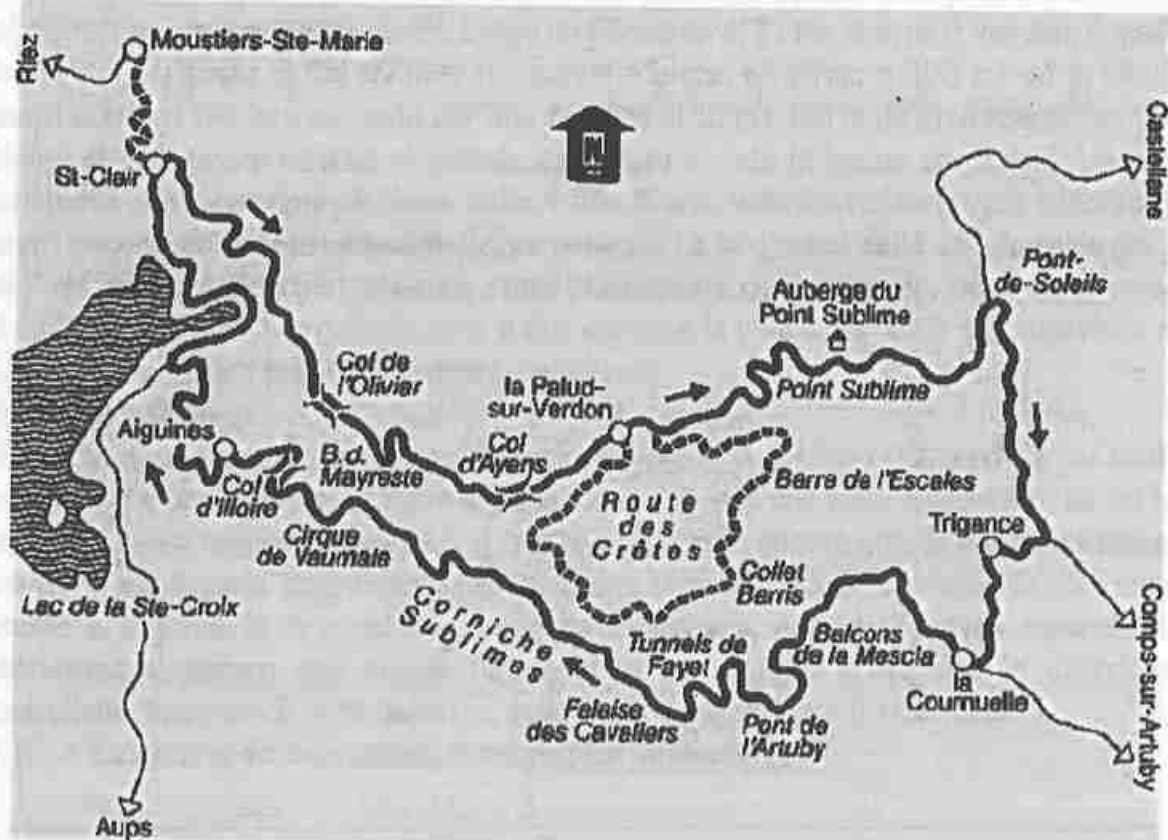 Riez
Moustiers-Ste-Marie
N
St-Clair
Castellane
Pont-
de-Soleils
Auberge du
Point Sublime
Point Sublime
Col de
l'Olivier
la Palud-
sur-Verdon
Aiguines
B.d.
Mayreste
Col
d'Ayens
Col
d'Illoire
Route
des
Crêtes
Barre de l'Escales
Trigance
Cirque
de Vaumale
Collet
Barris
Lac de la Ste-Croix
Corniche
Sublimes
Tunnels de
Fayet
Balcons
de la Mescla
la
Cournuelle
Comps-sur-Artuby
Falaise
des Cavaliers
Pont de
l'Artuby
Aups